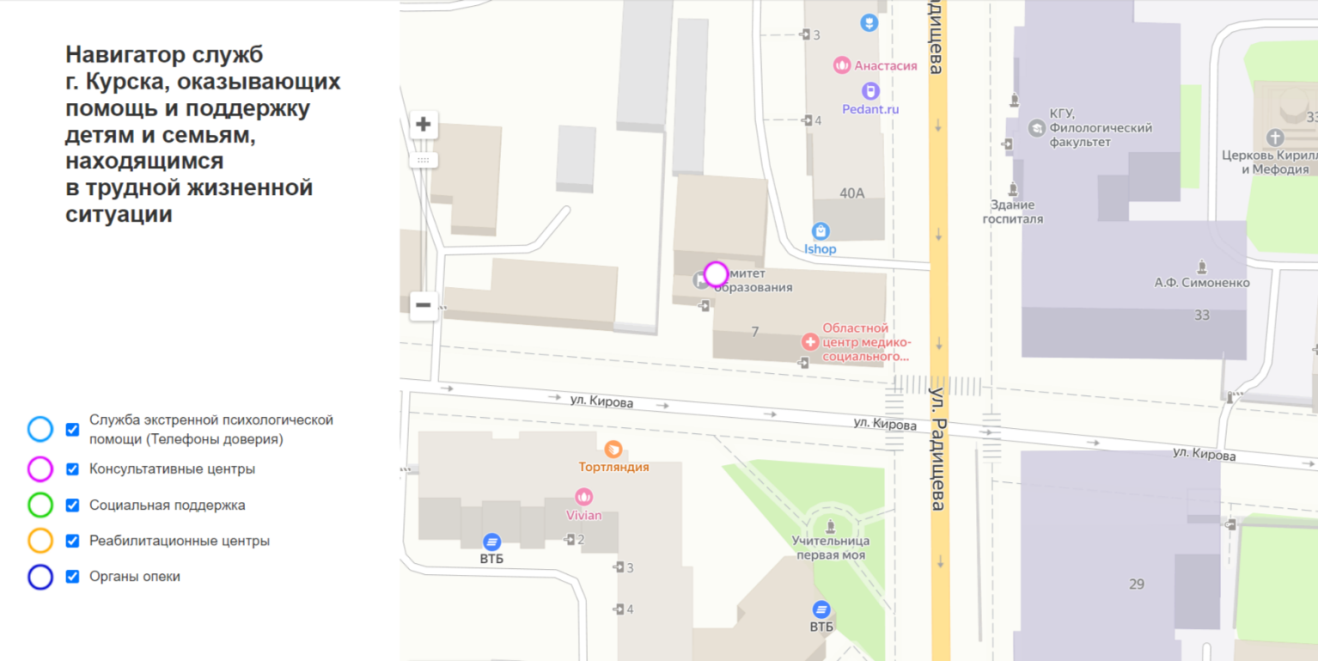 Навигатор служб
г. Курска, оказывающих
помощь и поддержку
детям и семьям,
находящимся
в трудной жизненной
ситуации
Служба экстренной психологической
помощи (Телефоны доверия)
Консультативные центры
Социальная поддержка
Реабилитационные центры
Органы опеки
+
−
3
Анастасия
Pedant.ru
4
40А
Ishop
митет
образования
7
Областной
центр медико-
социального...
дищева
КГУ,
Филологический
факультет
Здание
госпиталя
Церковь Кирилл
и Мефодия
33
А.Ф. Симоненко
33
ул. Кирова
ул. Кирова
ул. Кирова
ул. Радищева
Тортляндия
Vivian
ВТБ
2
3
4
Учительница
первая моя
ВТБ
29